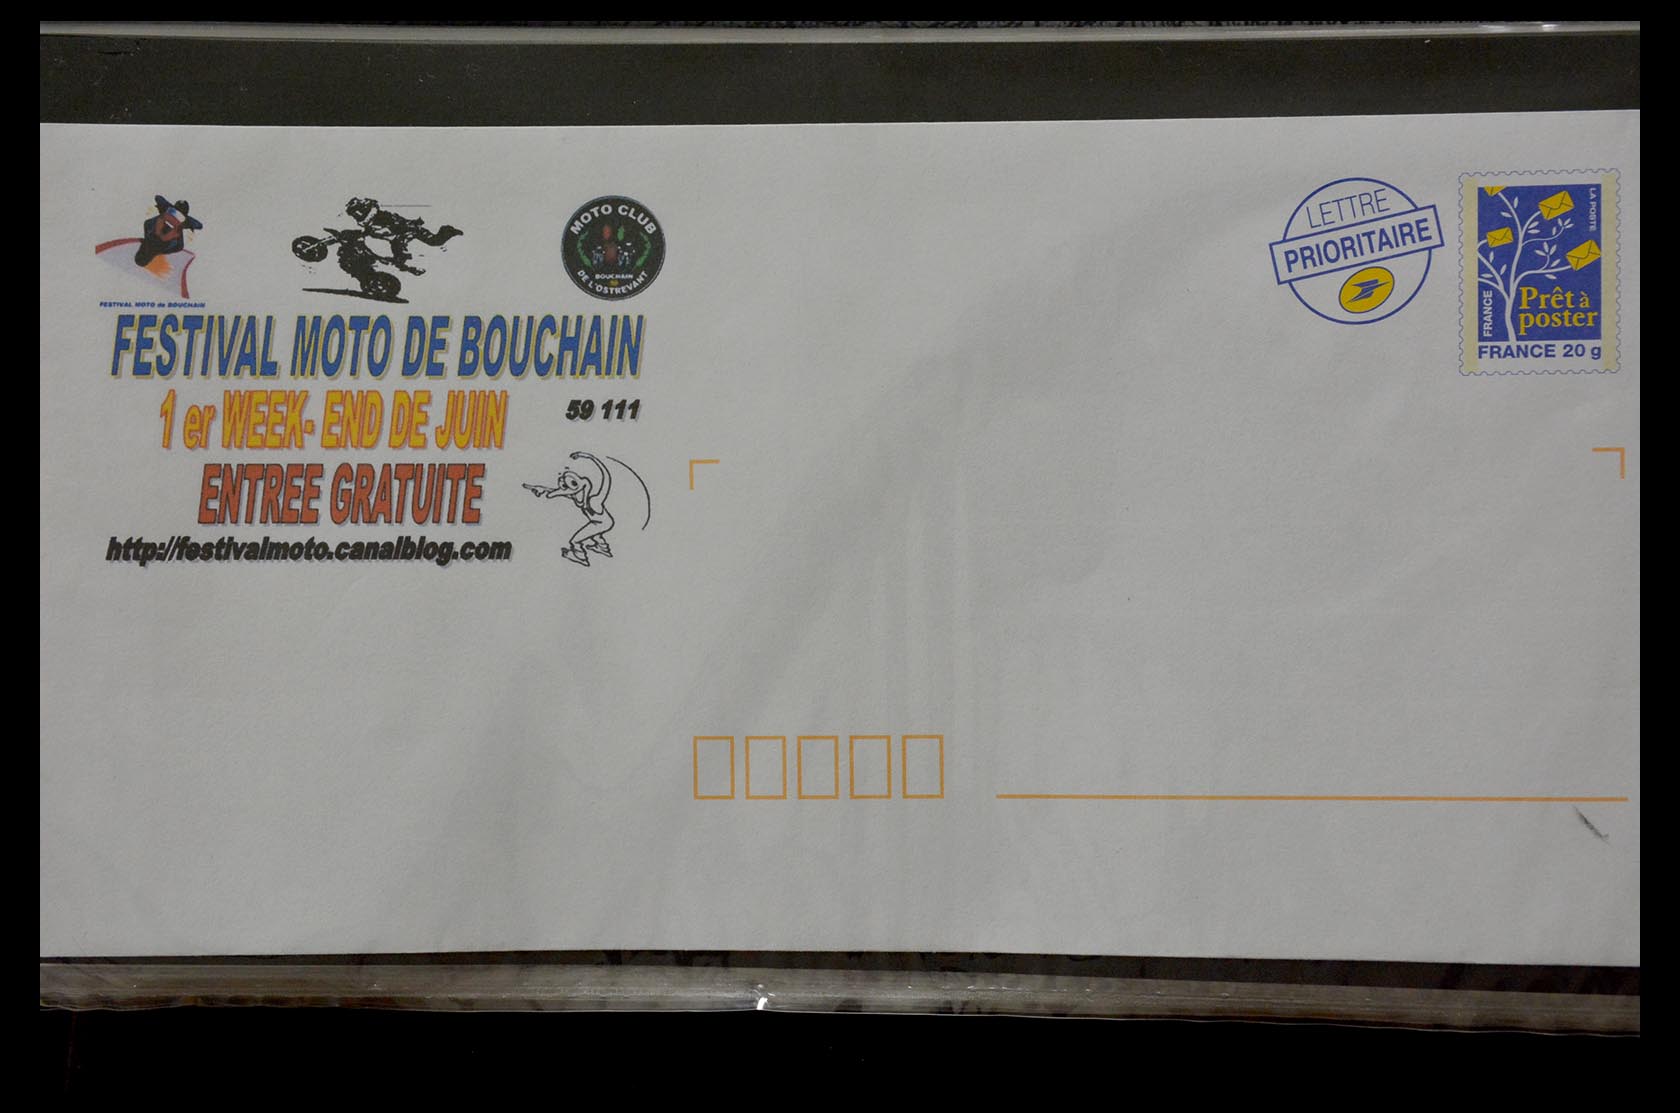 MOTO CLUB
BOUCHAIN
DE L'OSTREVANT
FESTIVAL MOTO de BOUCHAIN
FESTIVAL MOTO DE BOUCHAIN
1 er WEEK- END DE JUIN
59 111
ENTREE GRATUITE
http://festivalmoto.canalblog.com
LETTRE
PRIORITAIRE
LA POSTE
FRANCE
Prêt à
poster
FRANCE 20 g